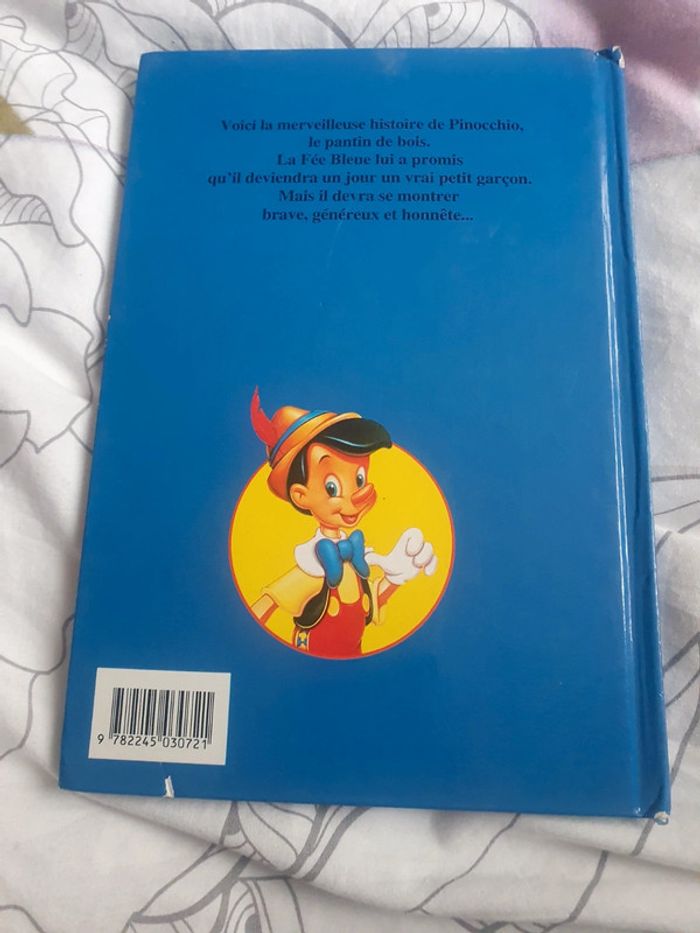 Voici la merveilleuse histoire de Pinocchio,
le pantin de bois.
La Fée Bleue lui a promis
qu'il deviendra un jour un vrai petit garçon.
Mais il devra se montrer
brave, généreux et honnête...
9 782245 030721